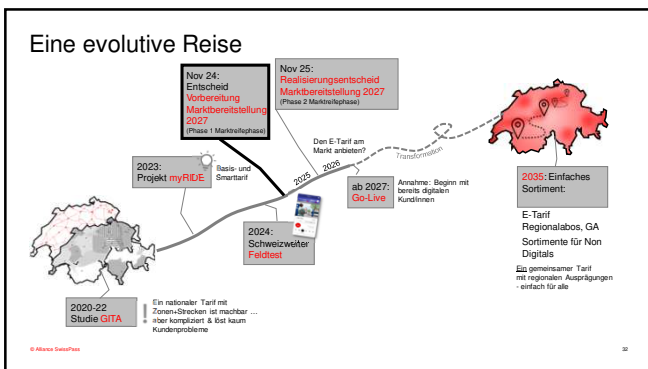 Eine evolutive Reise
Nov 24:
Entscheid
Vorbereitung
Marktbereitstellung
2027
(Phase 1 Marktreifephase)
Nov 25:
Realisierungsentscheid
Marktbereitstellung 2027
(Phase 2 Marktreifephase)
Den E-Tarif am
Markt anbieten?
Transformation
2023:
Projekt myRIDE
Basis- und
Smarttarif
2025
2026
ab 2027:
Go-Live
Annahme: Beginn mit
bereits digitalen
Kund/innen
2035: Einfaches
Sortiment:
E-Tarif
Regionalabos, GA
Sortimente für Non
Digitals
Ein gemeinsamer Tarif
mit regionalen Ausprägungen
- einfach für alle
2024:
Schweizweiter
Feldtest
2020-22
Studie GITA
! Ein nationaler Tarif mit
Zonen+Strecken ist machbar ...
aber kompliziert & löst kaum
Kundenprobleme
© Alliance SwissPass
32